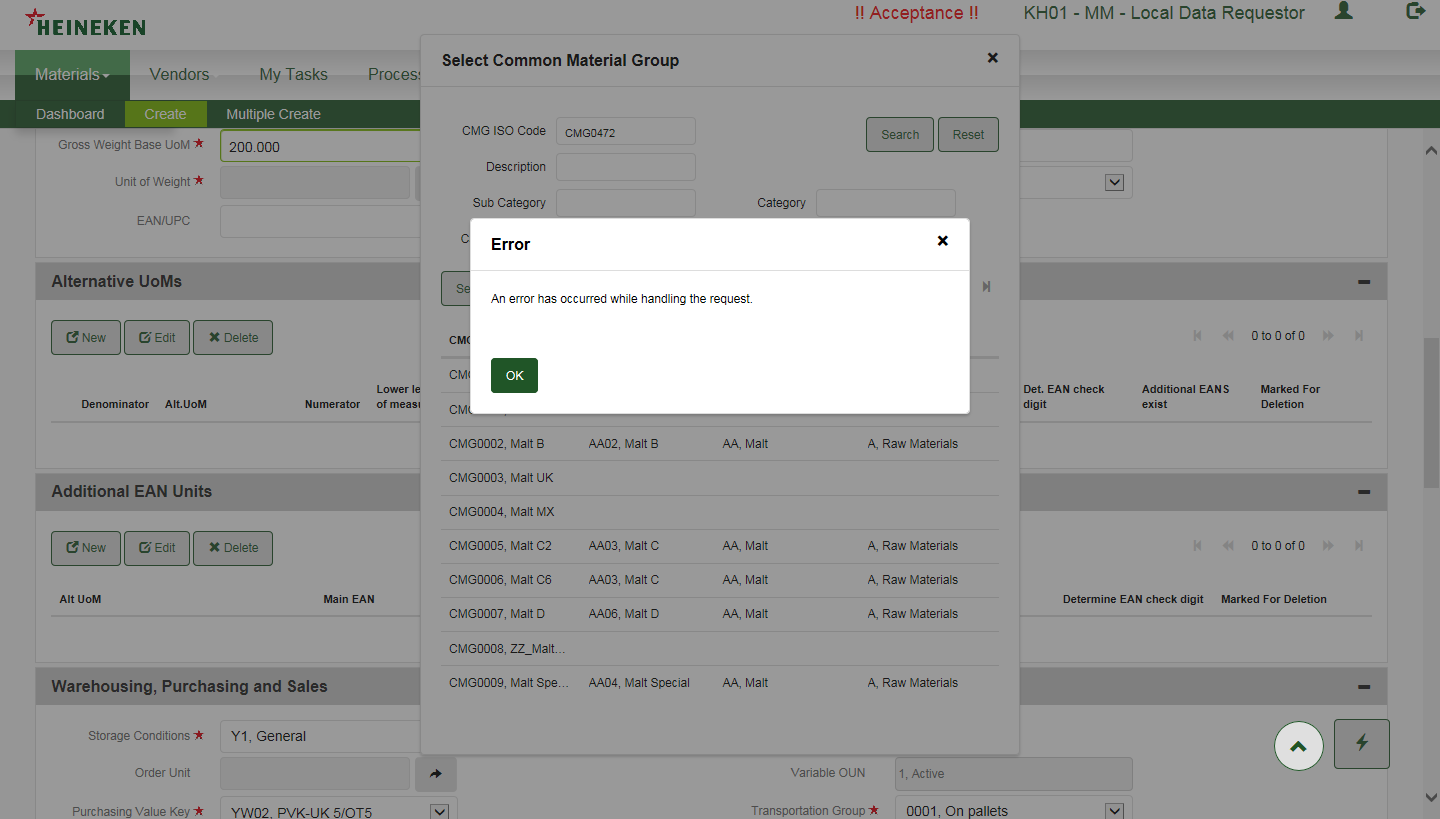 HEINEKEN
!! Acceptance !!
KH01 - MM - Local Data Requestor
Materials
Vendors
My Tasks
Process
Dashboard
Create
Multiple Create
Select Common Material Group
CMG ISO Code
CMG0472
Search
Reset
Description
Sub Category
Category
Gross Weight Base UoM
200.000
Unit of Weight
EAN/UPC
Error
An error has occurred while handling the request.
OK
Alternative UoMs
New
Edit
Delete
0 to 0 of 0
Denominator
Alt.UoM
Numerator
Lower le
of measu
Det. EAN check
digit
Additional EANS
exist
Marked For
Deletion
CMG0002, Malt B
AA02, Malt B
AA, Malt
A, Raw Materials
CMG0003, Malt UK
CMG0004, Malt MX
CMG0005, Malt C2
AA03, Malt C
AA, Malt
A, Raw Materials
CMG0006, Malt C6
AA03, Malt C
AA, Malt
A, Raw Materials
CMG0007, Malt D
AA06, Malt D
AA, Malt
A, Raw Materials
CMG0008, ZZ_Malt...
CMG0009, Malt Spe...
AA04, Malt Special
AA, Malt
A, Raw Materials
Additional EAN Units
New
Edit
Delete
0 to 0 of 0
Alt UoM
Main EAN
Determine EAN check digit
Marked For Deletion
Warehousing, Purchasing and Sales
Storage Conditions
Y1, General
Order Unit
Variable OUN
1, Active
Purchasing Value Key
YW02, PVK-UK 5/OT5
Transportation Group
0001, On pallets